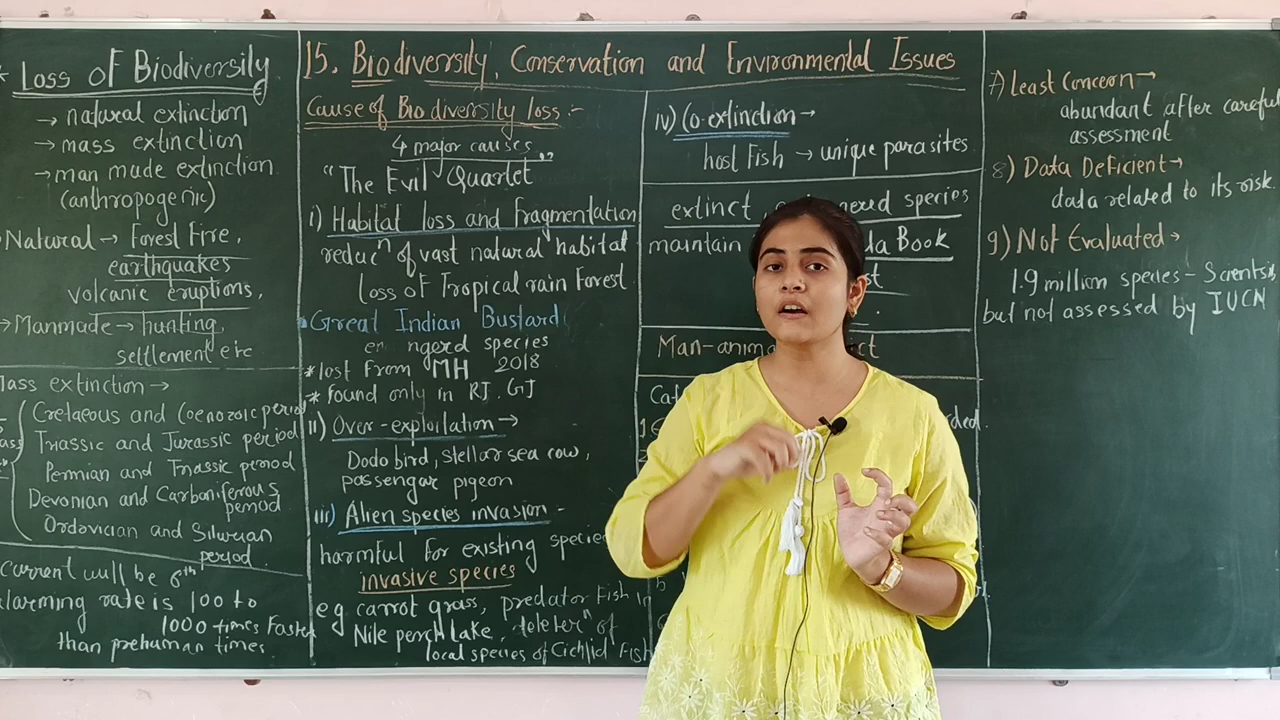 Loss of Biodiversity
→ natural extinction
→ mass extinction
→ man made extinction
(anthropogenic)
Natural → Forest Fire,
earthquakes
volcanic eruptions,
→ Manmade → hunting,
settlement etc
Mass extinction →
Cretaeous and Coenozoic period
Triassic and Jurassic period
Permian and Triassic period
Devonian and Carboniferous
period
Ordovician and Silurian
period
Current will be 6th
alarming rate is 100 to
1000 times Faster
than prehuman times.
15. Biodiversity, Conservation and Environmental Issues
Cause of Biodiversity loss :-
4 major causes
"The Evil Quartet"
i) Habitat loss and fragmentation
reducn of vast natural habitat
Loss of Tropical rain Forest.
Great Indian Bustard
species
* lost From MH 2018
* found only in RJ. GJ
ii) Over-exploitation →
Dodo bird, stellar sea cow,
passengar pigeon
iii) Alien species invasion -
harmful for existing species
invasive species
eg carrot grass, predator Fish in
Nile perch Lake, deleten of
local species of Cichlid Fish
iv) Co-extinction →
host Fish → unique parasites
extinct species
maintain Book
Man-
7) Least Concern →
abundant after careful
assessment
8) Data Deficient →
data related to its risk.
9) Not Evaluated →
1.9 million species -
but not assessed by IUCN